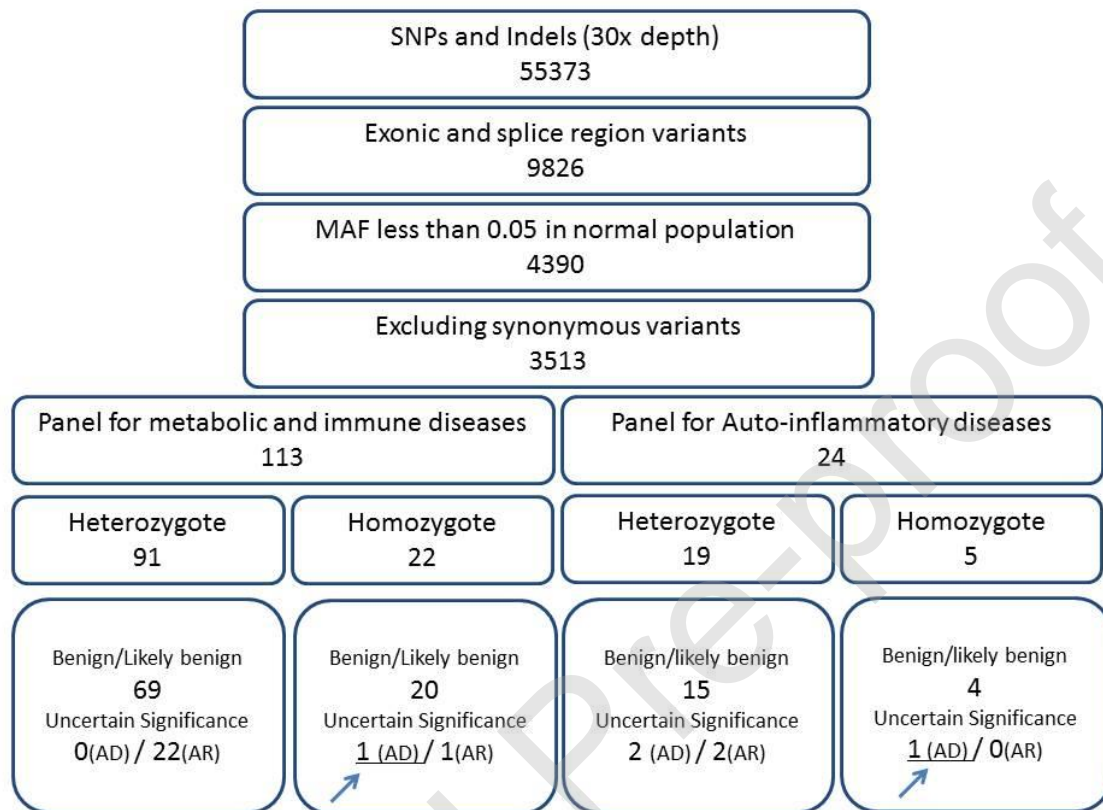 SNPs and Indels (30x depth)
55373
Exonic and splice region variants
9826
MAF less than 0.05 in normal population
4390
Excluding synonymous variants
3513
Panel for metabolic and immune diseases
113
Panel for Auto-inflammatory diseases
24
Heterozygote
91
Homozygote
22
Heterozygote
19
Homozygote
5
Benign/Likely benign
69
Uncertain Significance
0(AD) / 22(AR)
Benign/Likely benign
20
Uncertain Significance
1 (AD) / 1(AR)
Benign/likely benign
15
Uncertain Significance
2 (AD) / 2(AR)
Benign/likely benign
4
Uncertain Significance
1 (AD) / 0(AR)
Pre-proof